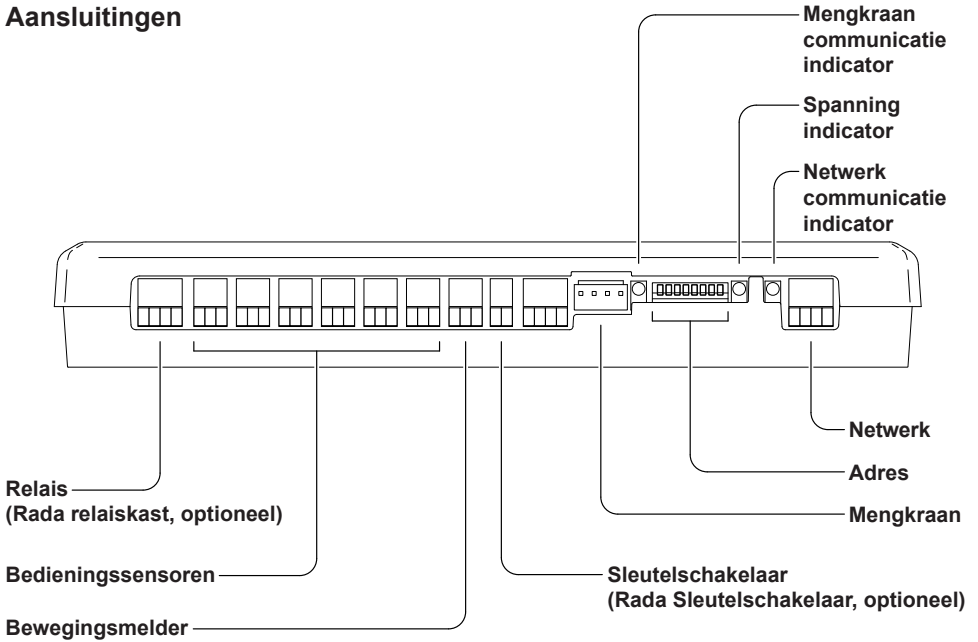 Aansluitingen
Mengkraan
communicatie
indicator
Spanning
indicator
Netwerk
communicatie
indicator
Netwerk
Adres
Mengkraan
Relais
(Rada relaiskast, optioneel)
Bedieningssensoren
Sleutelschakelaar
(Rada Sleutelschakelaar, optioneel)
Bewegingsmelder